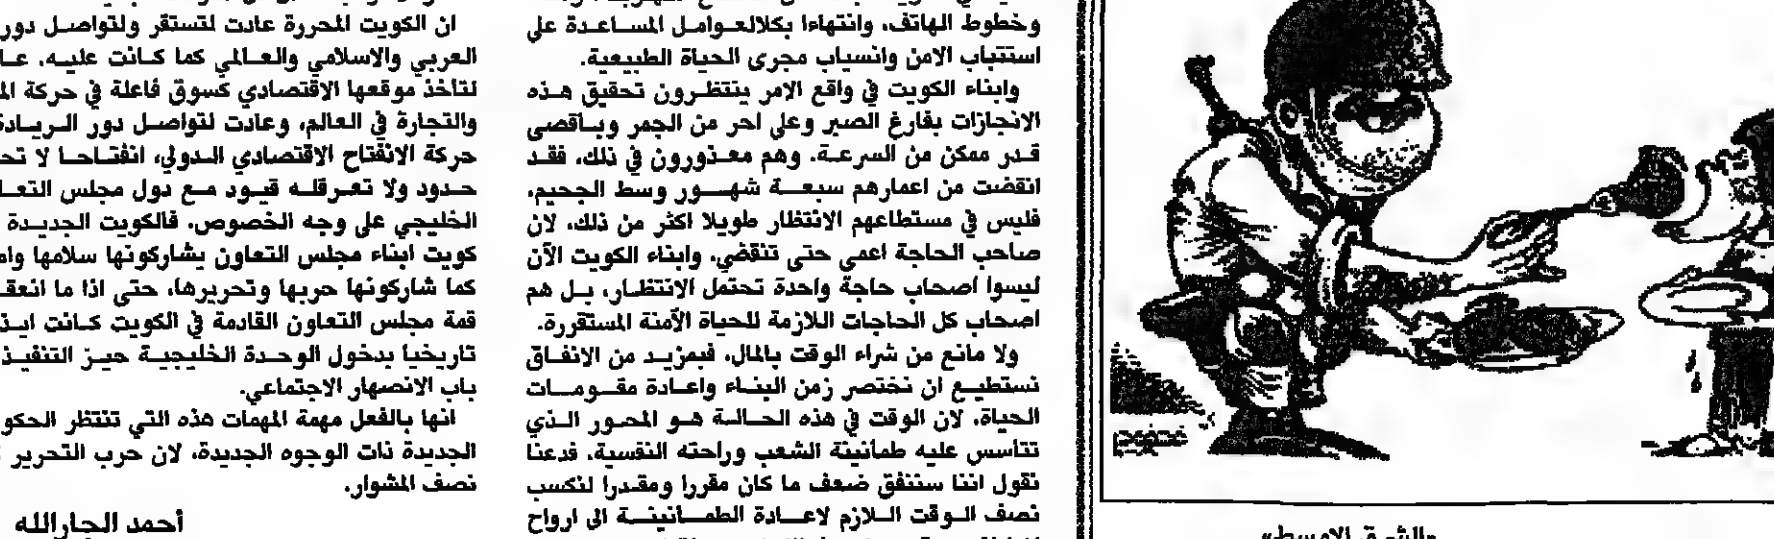 وخطوط الهاتف، وانتهاءا بكلالعوامل المساعدة على
استتباب الامن وانسياب مجرى الحياة الطبيعية.
وابناء الكويت في واقع الامر ينتظرون تحقيق هذه
الانجازات بفارغ الصبر وعلى احر من الجمر وباقصى
قدر ممكن من السرعة. وهم معذورون في ذلك، فقد
انقضت من اعمارهم سبعة شهور وسط الجحيم،
فليس في مستطاعهم الانتظار طويلا اكثر من ذلك، لان
صاحب الحاجة اعمى حتى تنقضي، وابناء الكويت الآن
ليسوا اصحاب حاجة واحدة تحتمل الانتظار، بل هم
اصحاب كل الحاجات اللازمة للحياة الآمنة المستقررة.
ولا مانع من شراء الوقت بالمال، فبمزيد من الانفاق
نستطيع ان نختصر زمن البناء واعادة مقومات
الحياة، لان الوقت في هذه الحالة هو المحور الذي
تتأسس عليه طمأنينة الشعب وراحته النفسية. فدعنا
نقول اننا سننفق ضعف ما كان مقررا ومقدرا لنكسب
نصف الوقت اللازم لاعادة الطمأنينة الى ارواح
ان الكويت المحررة عادت لتستقر ولتواصل دور
العربي والاسلامي والعالمي كما كانت عليه،
لتأخذ موقعها الاقتصادي كسوق فاعلة في حركة
والتجارة في العالم، وعادت لتواصل دور الريادة
حركة الانفتاح الاقتصادي الدولي، انفتاحا لا
حدود ولا تعرقله قيود مع دول مجلس
الخليجي على وجه الخصوص. فالكويت الجديدة
كويت ابناء مجلس التعاون يشاركونها سلامها
كما شاركونها حربها وتحريرها، حتى اذا ما
قمة مجلس التعاون القادمة في الكويت كانت
تاريخيا بدخول الوحدة الخليجية حيز التنفيذ
باب الانصهار الاجتماعي.
انها بالفعل مهمة المهمات هذه التي تنتظر
الجديدة ذات الوجوه الجديدة، لان حرب التحرير
نصف المشوار.
أحمد الجارالله
«الشرق الاوسط»